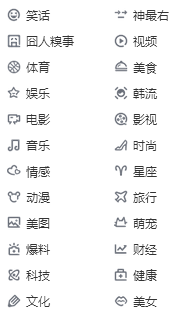 笑话 神最右
囧人糗事 视频
体育 美食
娱乐 韩流
电影 影视
音乐 时尚
情感 星座
动漫 旅行
美图 萌宠
爆料 财经
科技 健康
文化 美女